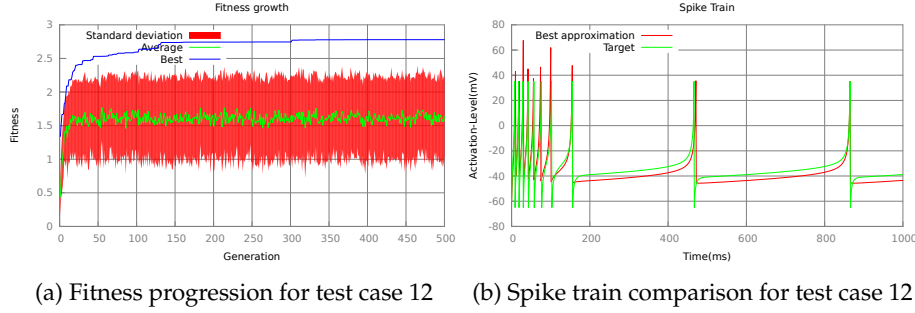 Fitness growth
Standard deviation
Average
Best
Fitness
3
2.5
2
1.5
1
0.5
0
0 50 100 150 200 250 300 350 400 450 500
Generation
(a) Fitness progression for test case 12
Spike Train
Best approximation
Target
Activation-Level(mV)
80
60
40
20
0
-20
-40
-60
-80
0 200 400 600 800 1000
Time(ms)
(b) Spike train comparison for test case 12